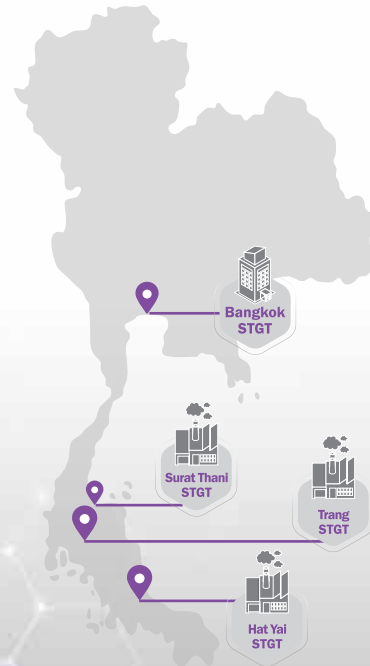 Bangkok
STGT
Surat Thani
STGT
Trang
STGT
Hat Yai
STGT